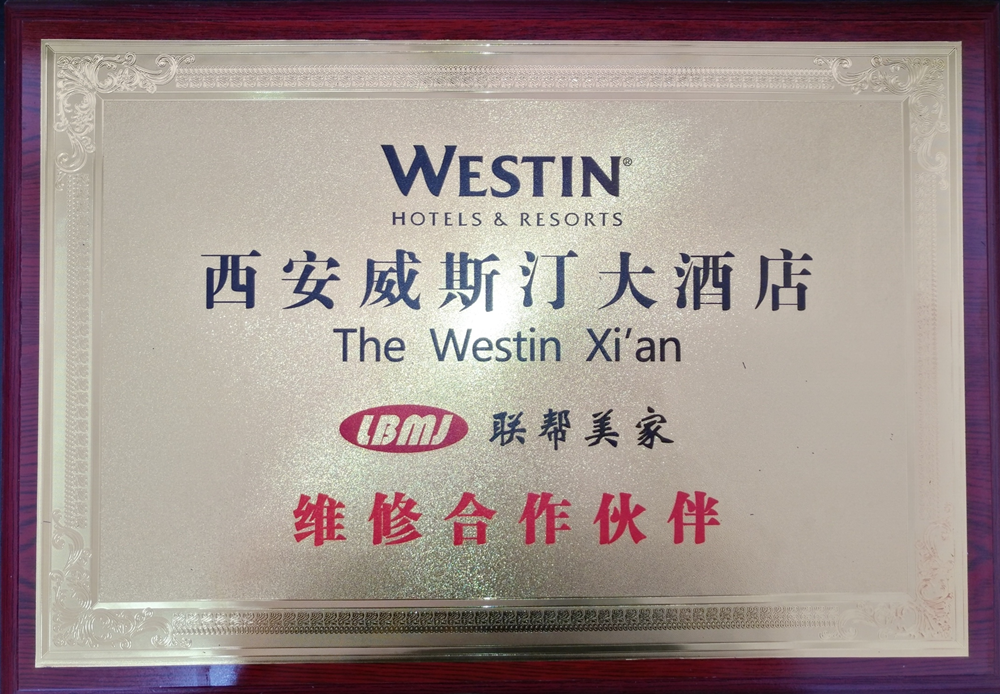 WESTIN®
HOTELS & RESORTS
西安威斯汀大酒店
The Westin Xi'an
LBMJ 联帮美家
维修合作伙伴